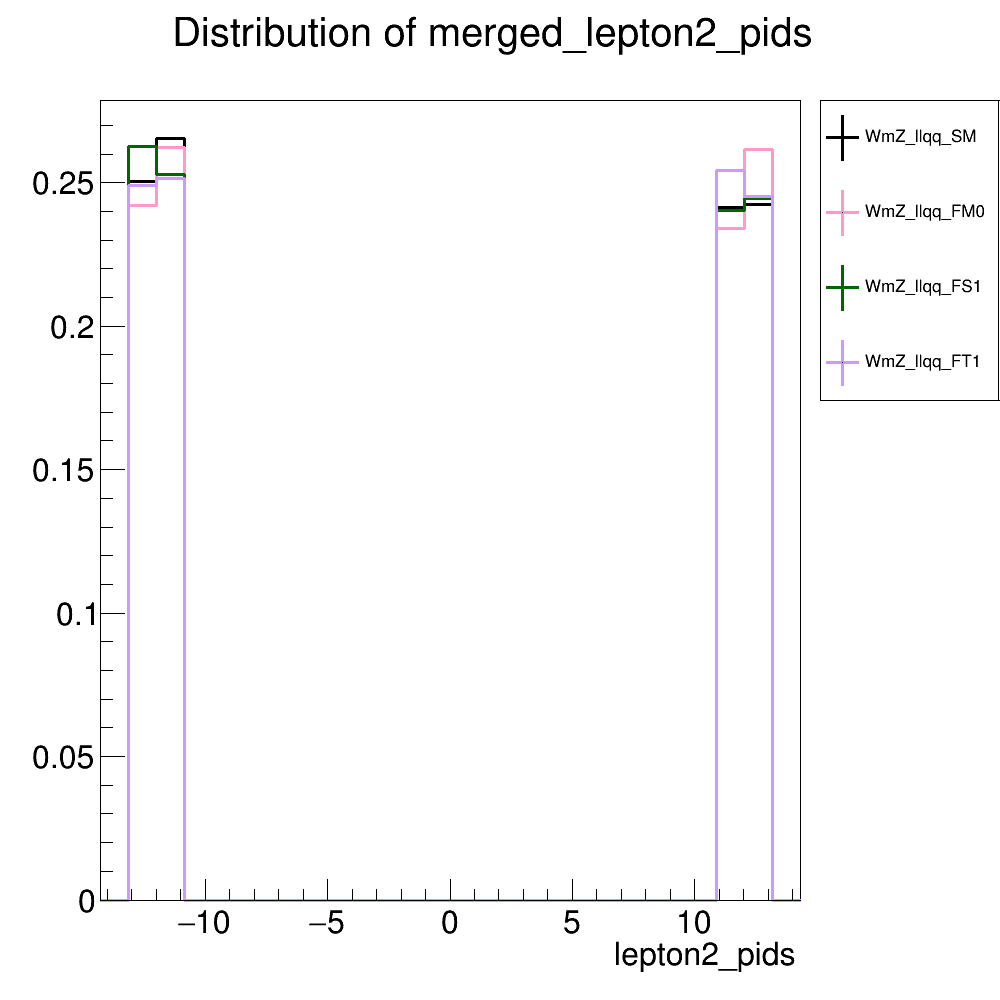 Distribution of merged_lepton2_pids
WmZ_llqq_SM
WmZ_llqq_FM0
WmZ_llqq_FS1
WmZ_llqq_FT1
0.25
0.2
0.15
0.1
0.05
0
−10 −5 0 5 10
lepton2_pids